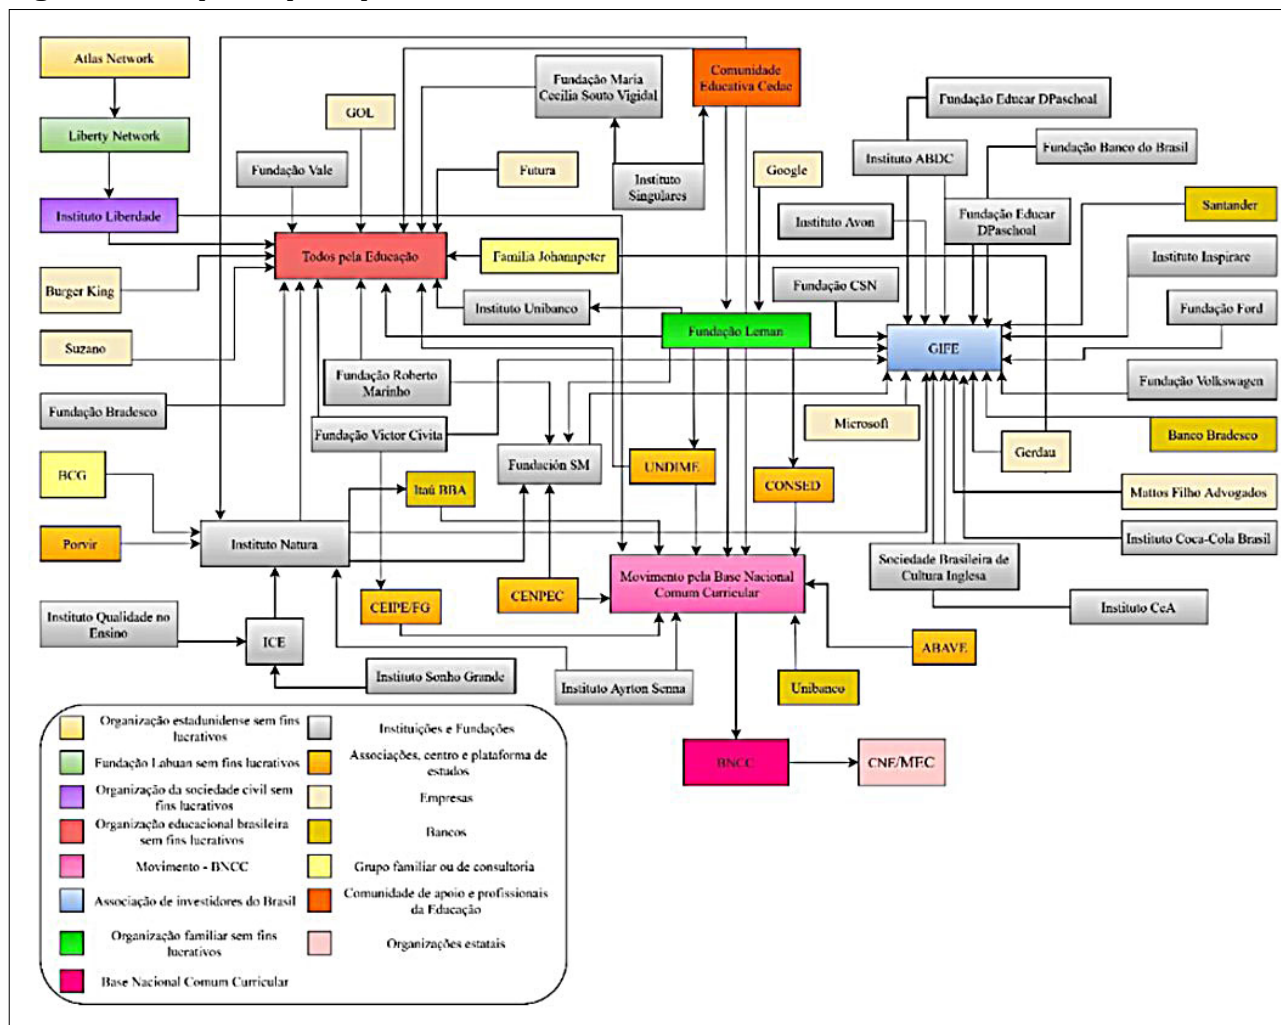 Atlas Network
Liberty Network
Instituto Liberdade
Burger King
Suzano
Fundação Bradesco
BCG
Porvir
Instituto Qualidade no
Ensino
Fundação Vale
GOL
Futura
Fundação Maria
Cecilia Souto Vigidal
Comunidade
Educativa Cedac
Instituto
Singulares
Google
Todos pela Educação
Familia Johannpeter
Instituto Unibanco
Fundação Leman
Fundação Roberto
Marinho
Fundação Victor Civita
Fundación SM
UNDIME
CONSED
Itaú BBA
Instituto Natura
CEIPE/FG
CENPEC
Movimento pela Base Nacional
Comum Curricular
ICE
Instituto Sonho Grande
Instituto Ayrton Senna
Unibanco
ABAVE
BNCC
CNE/MEC
Fundação Educar DPaschoal
Instituto ABDC
Fundação Banco do Brasil
Fundação Educar
DPaschoal
Instituto Avon
Santander
Instituto Inspirare
Fundação CSN
Fundação Ford
GIFE
Fundação Volkswagen
Microsoft
Gerdau
Banco Bradesco
Mattos Filho Advogados
Instituto Coca-Cola Brasil
Sociedade Brasileira de
Cultura Inglesa
Instituto CeA
Organização estadunidense sem fins
lucrativos
Fundação Labuan sem fins lucrativos
Organização da sociedade civil sem
fins lucrativos
Organização educacional brasileira
sem fins lucrativos
Movimento - BNCC
Associação de investidores do Brasil
Organização familiar sem fins
lucrativos
Base Nacional Comum Curricular
Instituições e Fundações
Associações, centro e plataforma de
estudos
Empresas
Bancos
Grupo familiar ou de consultoria
Comunidade de apoio e profissionais
da Educação
Organizações estatais